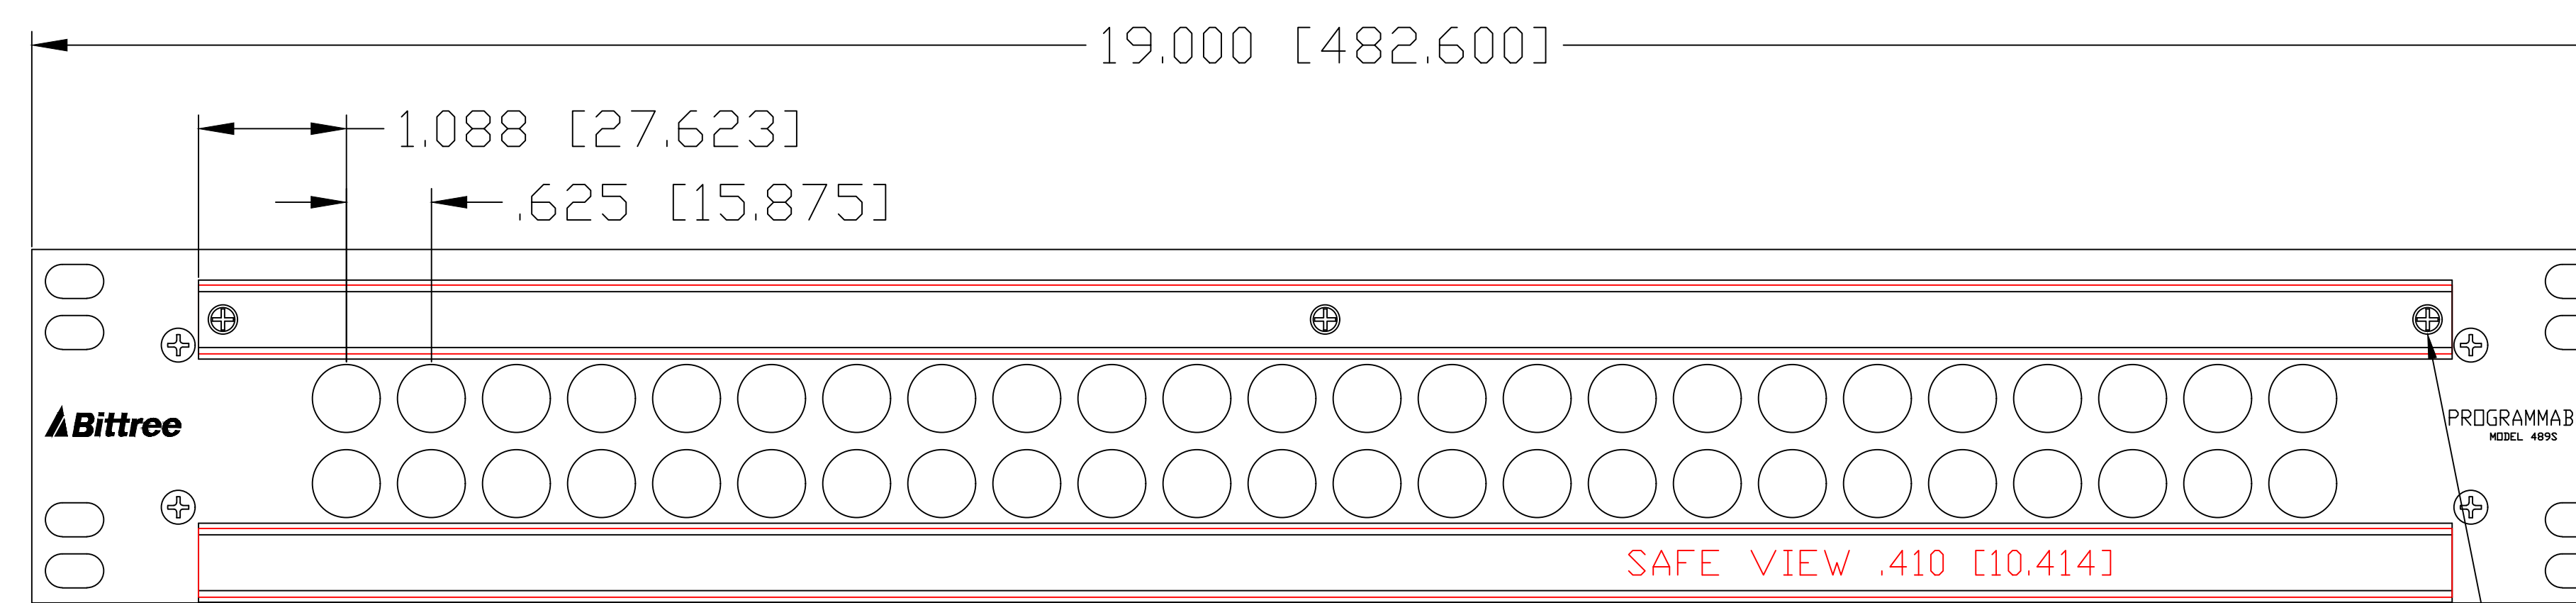 19.000 [482.600]
1.088 [27.623]
.625 [15.875]
Bittree
PROGRAMMAB
MODEL 489S
SAFE VIEW .410 [10.414]